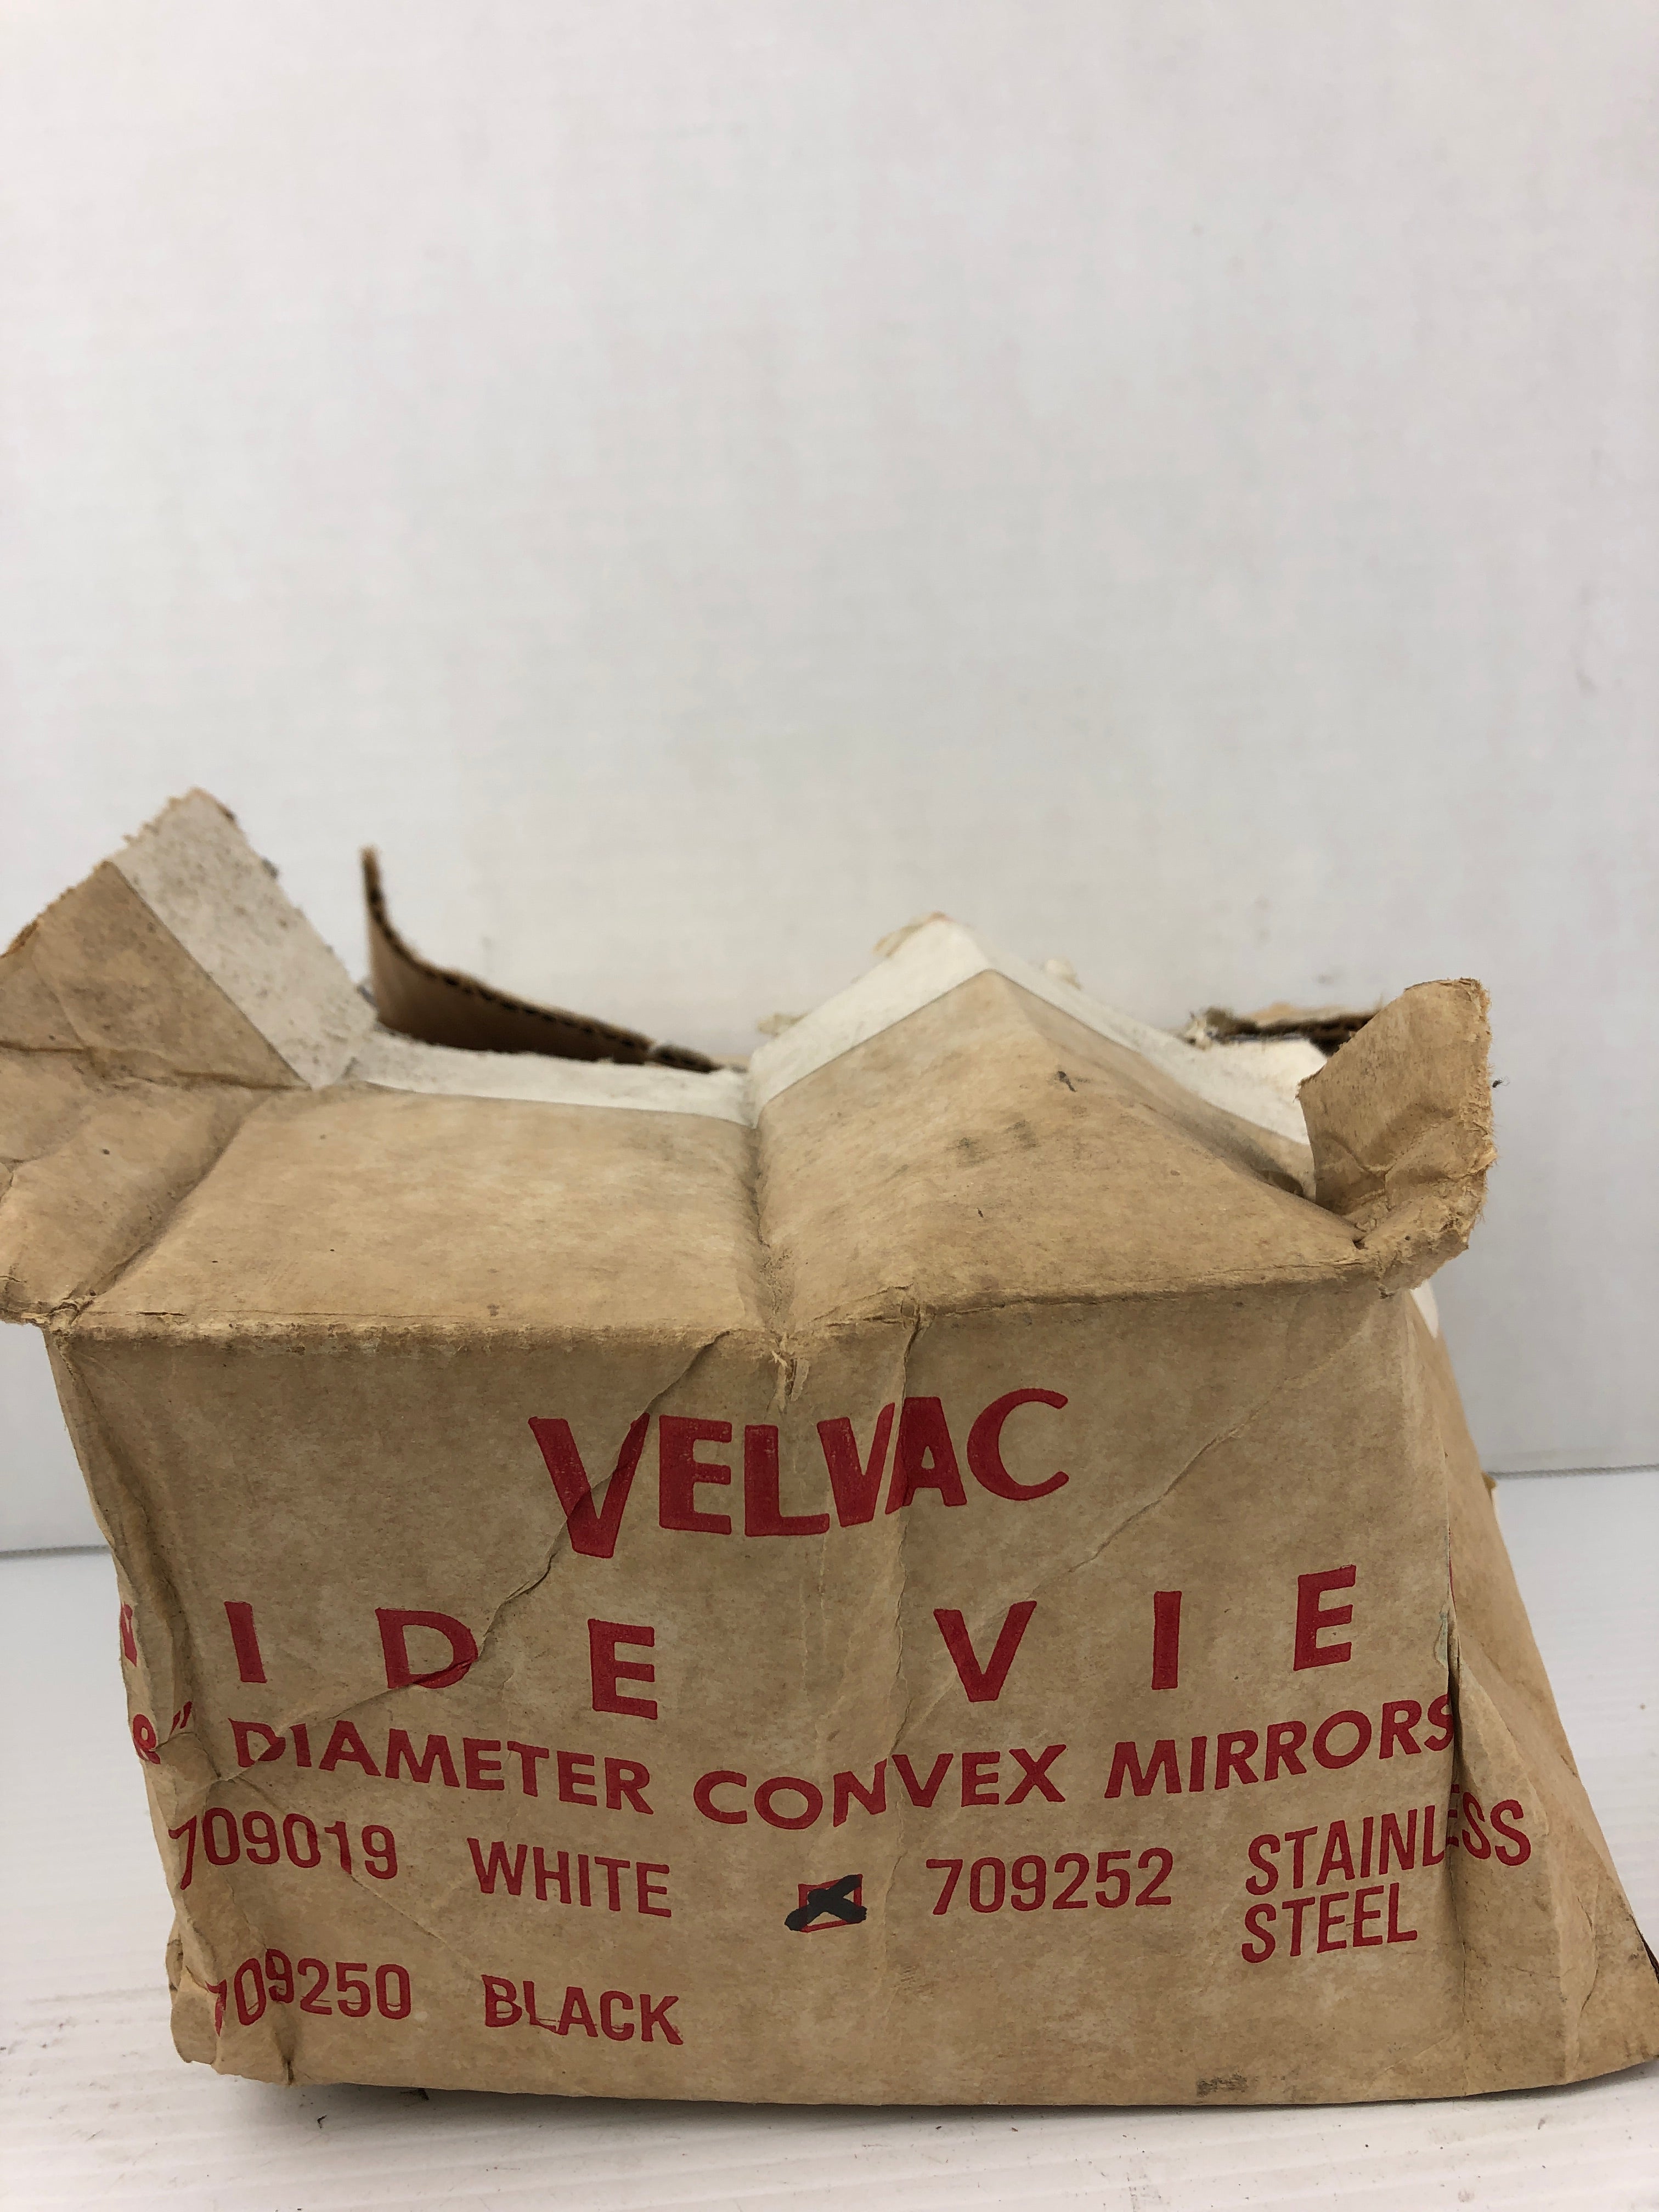 VELVAC
IDE VIE
" DIAMETER CONVEX MIRRORS
709019 WHITE 709252 STAINLESS
STEEL
709250 BLACK